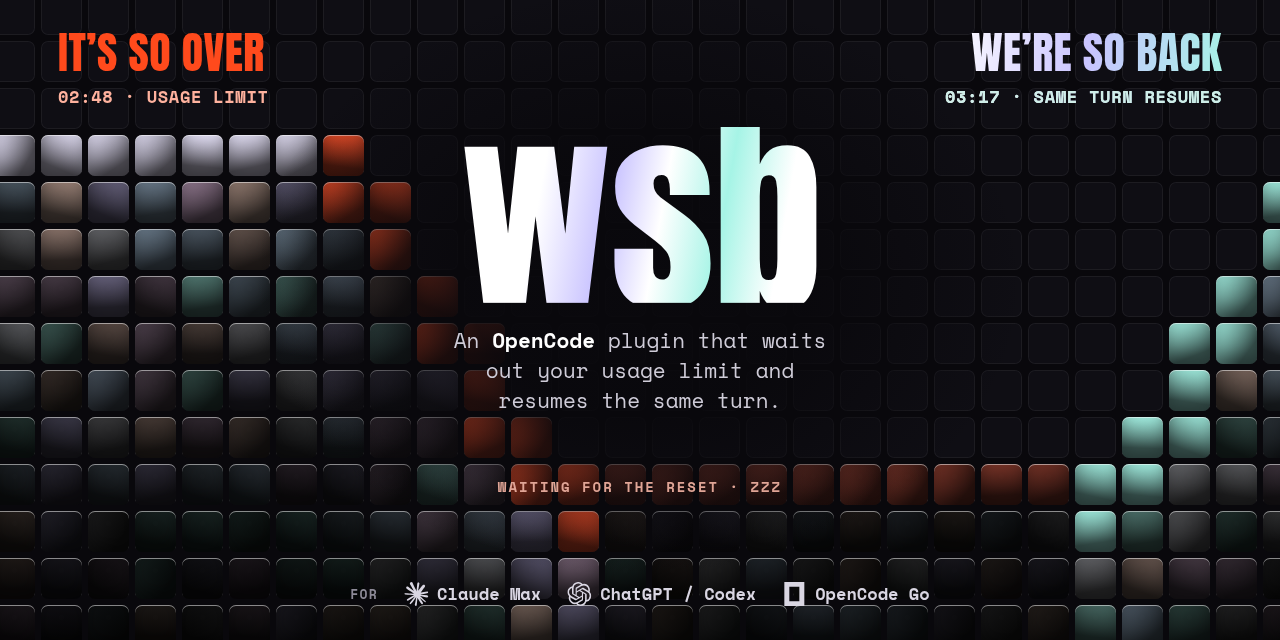 IT'S SO OVER
02:48 · USAGE LIMIT
WE'RE SO BACK
03:17 · SAME TURN RESUMES
wsb
An OpenCode plugin that waits
out your usage limit and
resumes the same turn.
WAITING FOR THE RESET · ZZZ
FOR Claude Max ChatGPT / Codex OpenCode Go